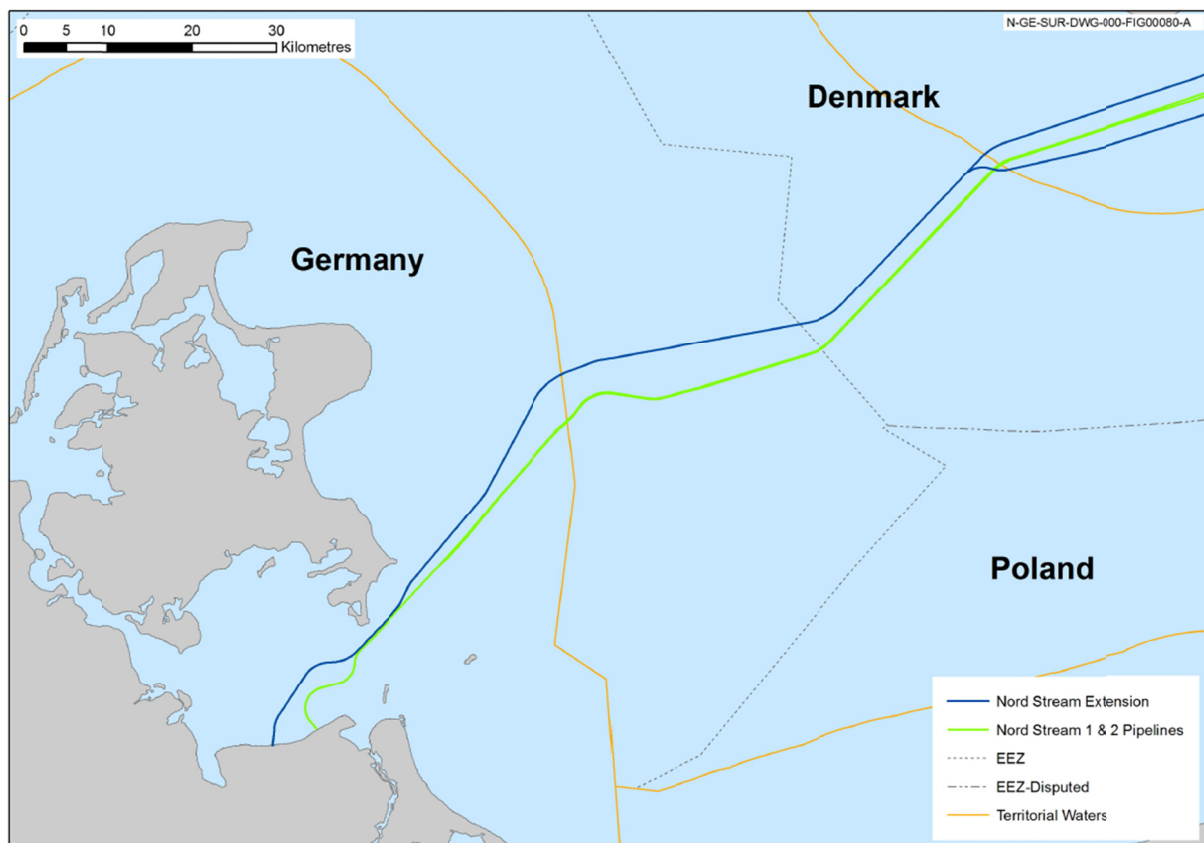 0 5 10 20 30
Kilometres
N-GE-SUR-DWG-000-FIG00080-A
Denmark
Germany
Poland
Nord Stream Extension
Nord Stream 1 & 2 Pipelines
EEZ
EEZ-Disputed
Territorial Waters